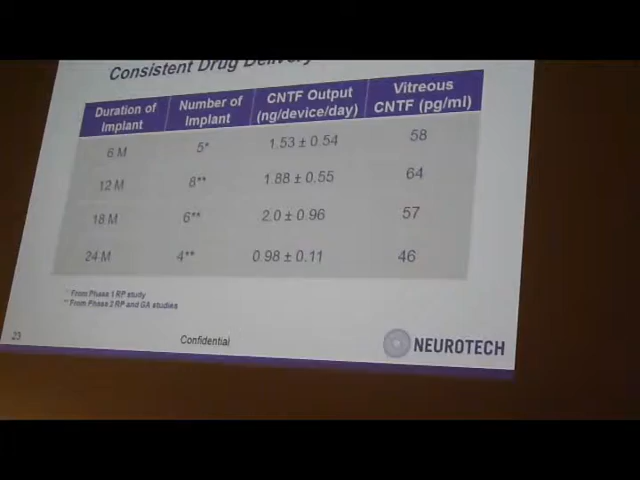 Consistent Drug Delivery
Duration of Implant Number of Implant CNTF Output (ng/device/day) Vitreous CNTF (pg/ml)
6 M 5* 1.53 ± 0.54 58
12 M 8** 1.88 ± 0.55 64
18 M 6** 2.0 ± 0.96 57
24 M 4** 0.98 ± 0.11 46
* From Phase 1 RP study
** From Phase 2 RP and GA studies
23 Confidential NEUROTECH